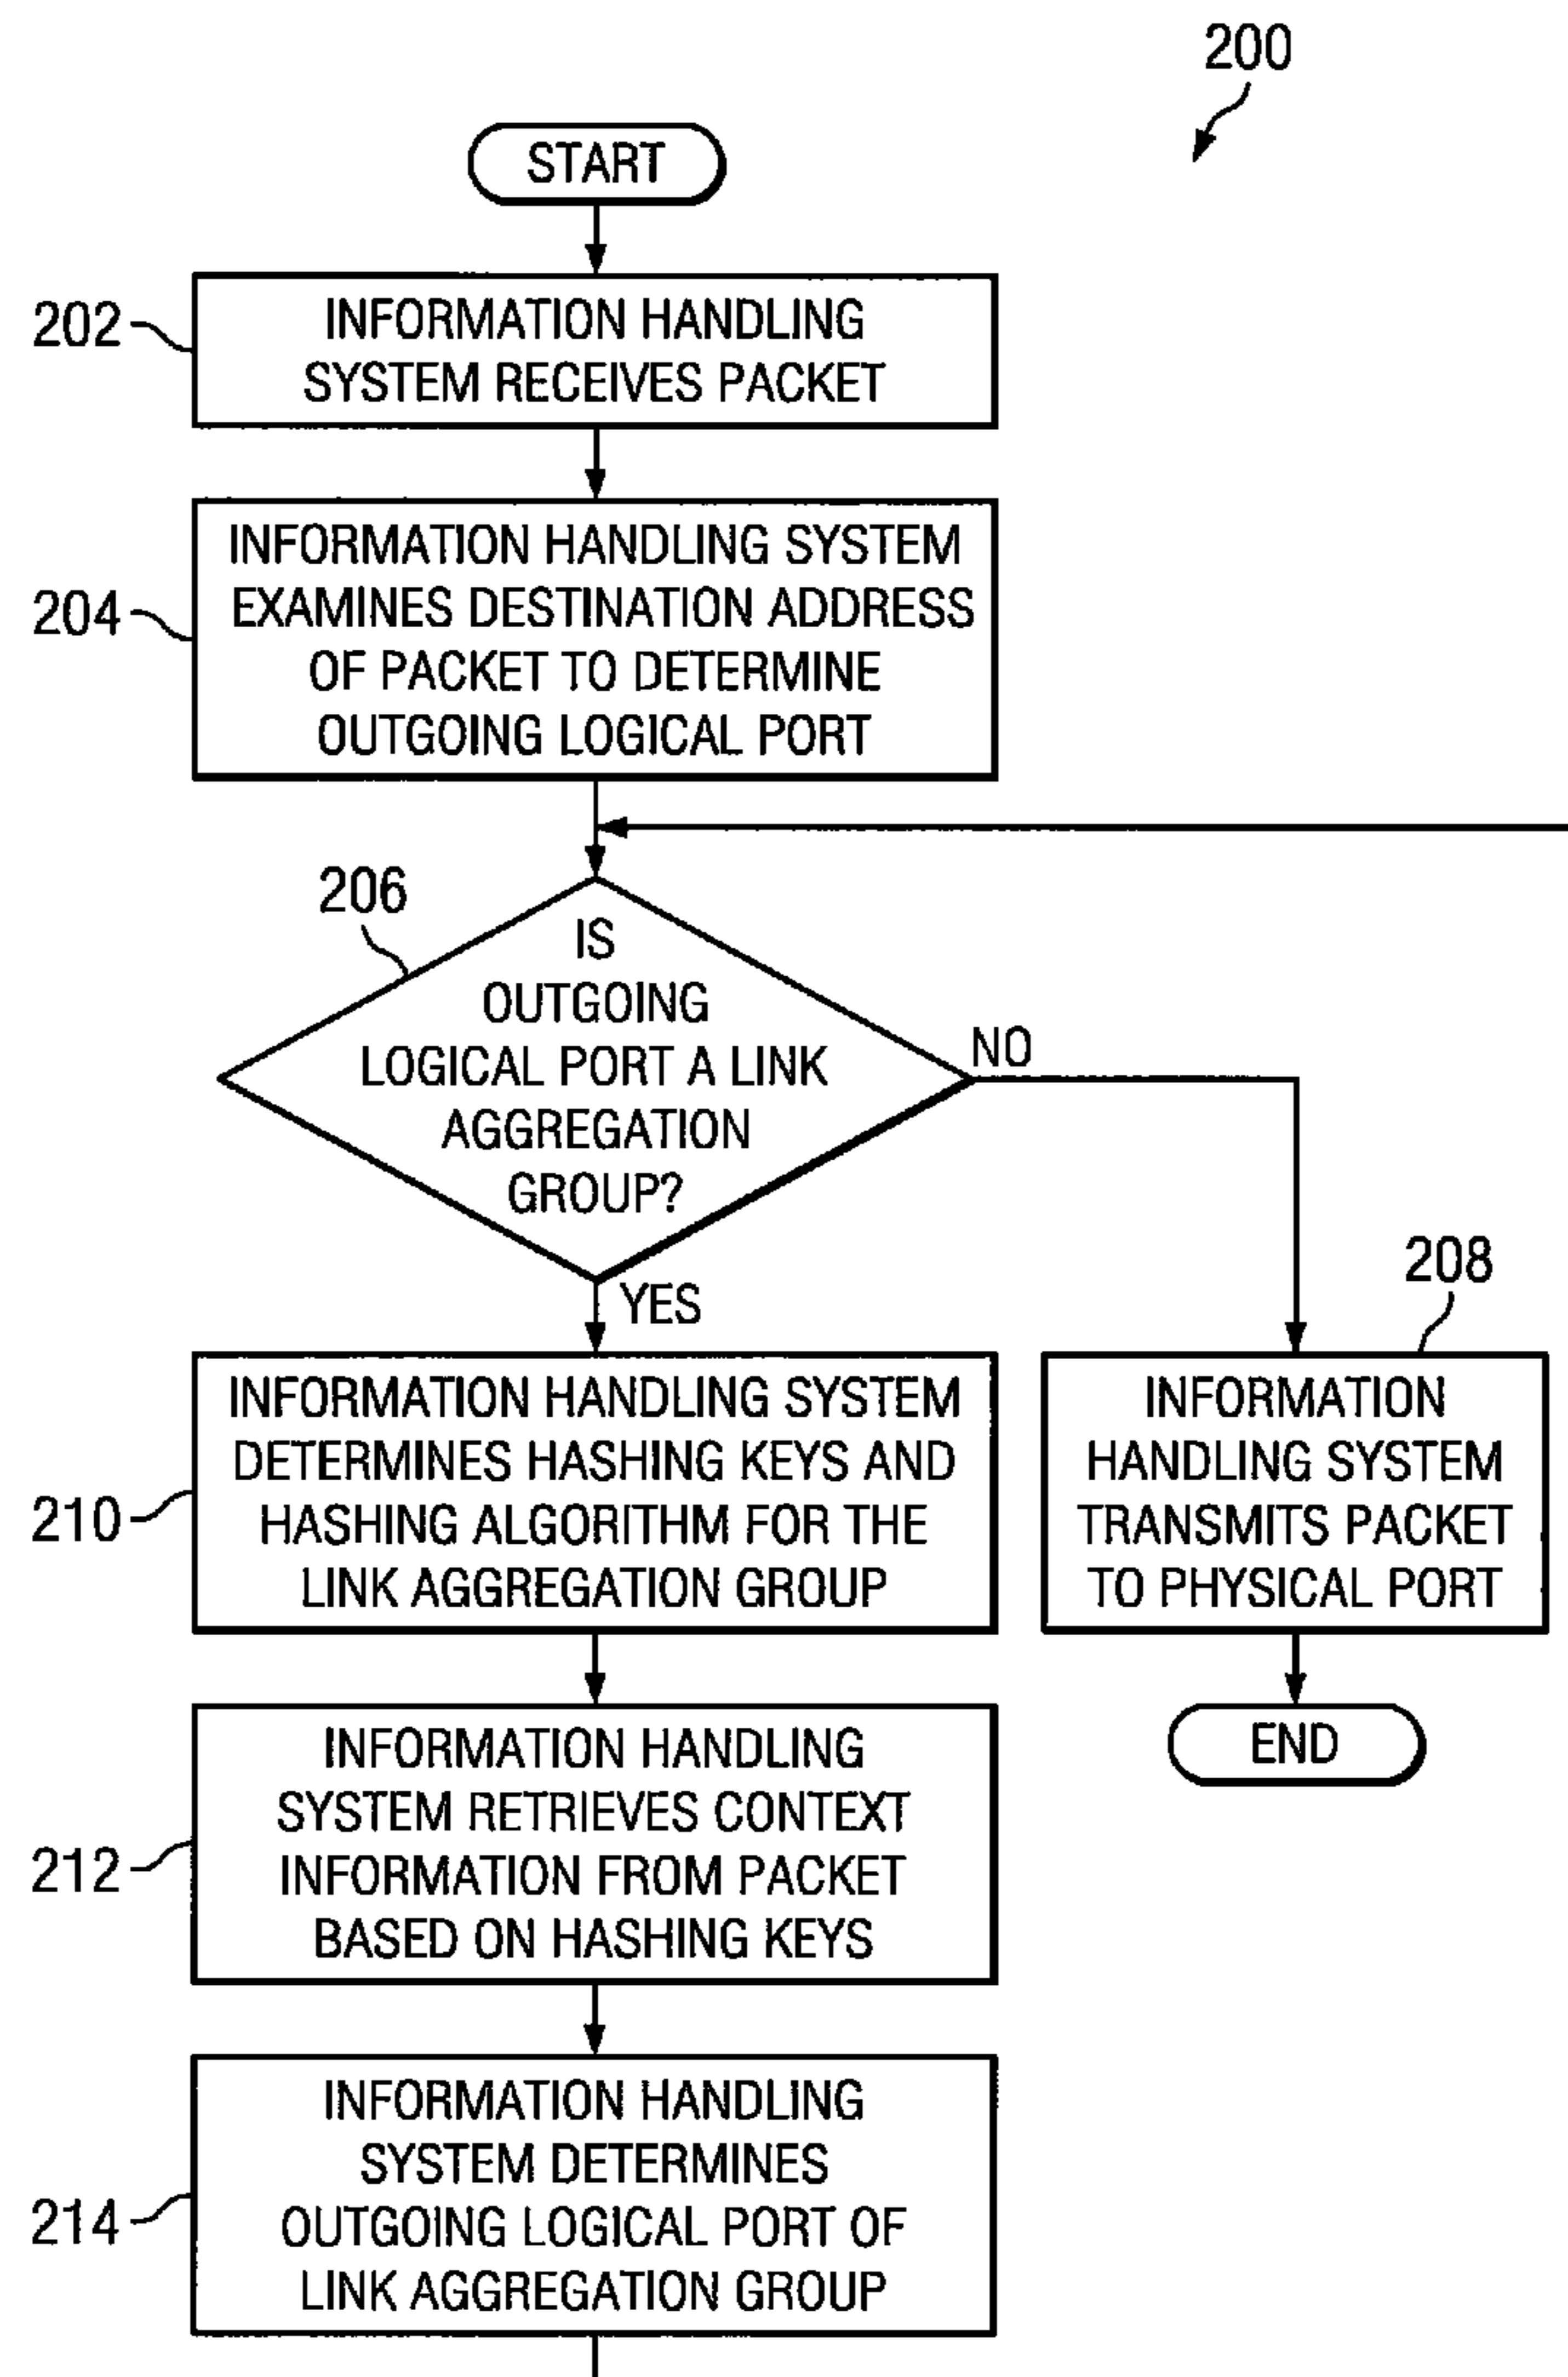 200
START
202
INFORMATION HANDLING
SYSTEM RECEIVES PACKET
204
INFORMATION HANDLING SYSTEM
EXAMINES DESTINATION ADDRESS
OF PACKET TO DETERMINE
OUTGOING LOGICAL PORT
206
IS
OUTGOING
LOGICAL PORT A LINK
AGGREGATION
GROUP?
NO
YES
208
INFORMATION
HANDLING SYSTEM
TRANSMITS PACKET
TO PHYSICAL PORT
END
210
INFORMATION HANDLING SYSTEM
DETERMINES HASHING KEYS AND
HASHING ALGORITHM FOR THE
LINK AGGREGATION GROUP
212
INFORMATION HANDLING
SYSTEM RETRIEVES CONTEXT
INFORMATION FROM PACKET
BASED ON HASHING KEYS
214
INFORMATION HANDLING
SYSTEM DETERMINES
OUTGOING LOGICAL PORT OF
LINK AGGREGATION GROUP